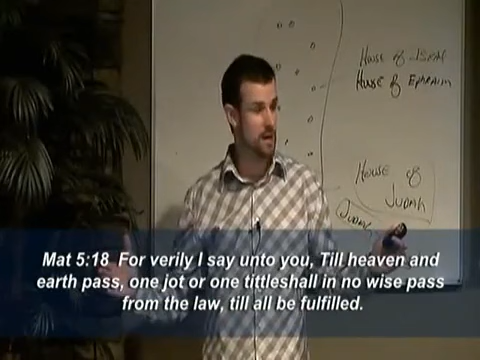 House of ISRAEL
House of EPHRAIM
House of
Judah
Judah
Mat 5:18  For verily I say unto you, Till heaven and
earth pass, one jot or one tittleshall in no wise pass
from the law, till all be fulfilled.